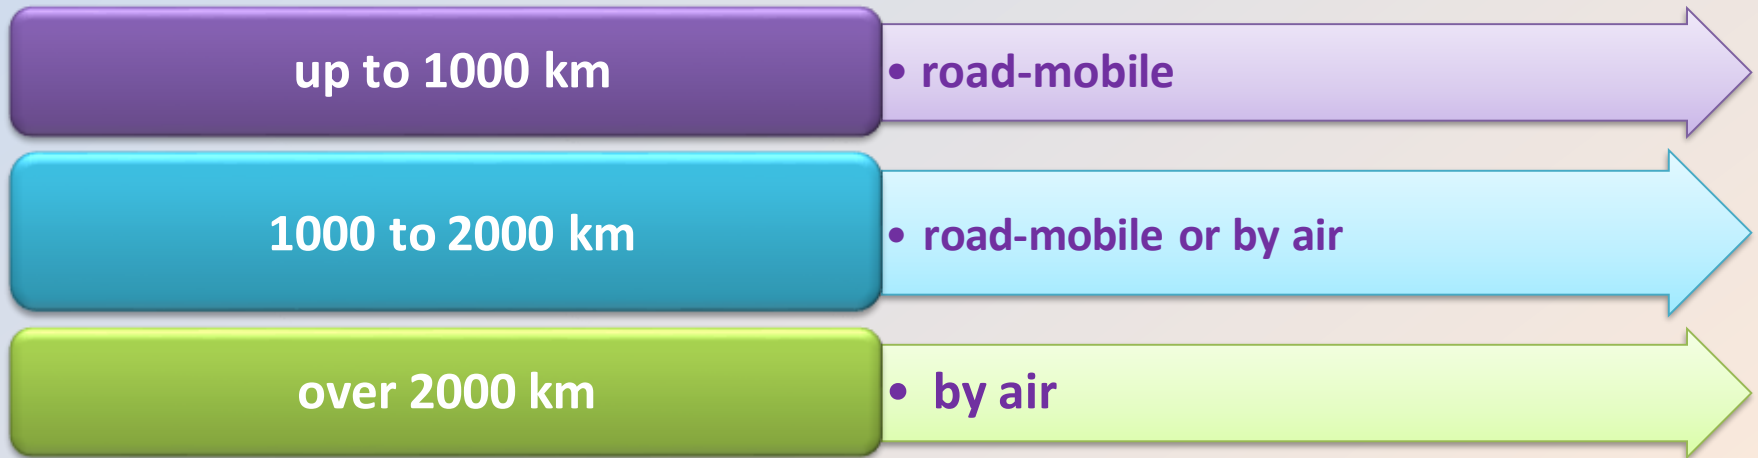 up to 1000 km
• road-mobile
1000 to 2000 km
• road-mobile or by air
over 2000 km
• by air